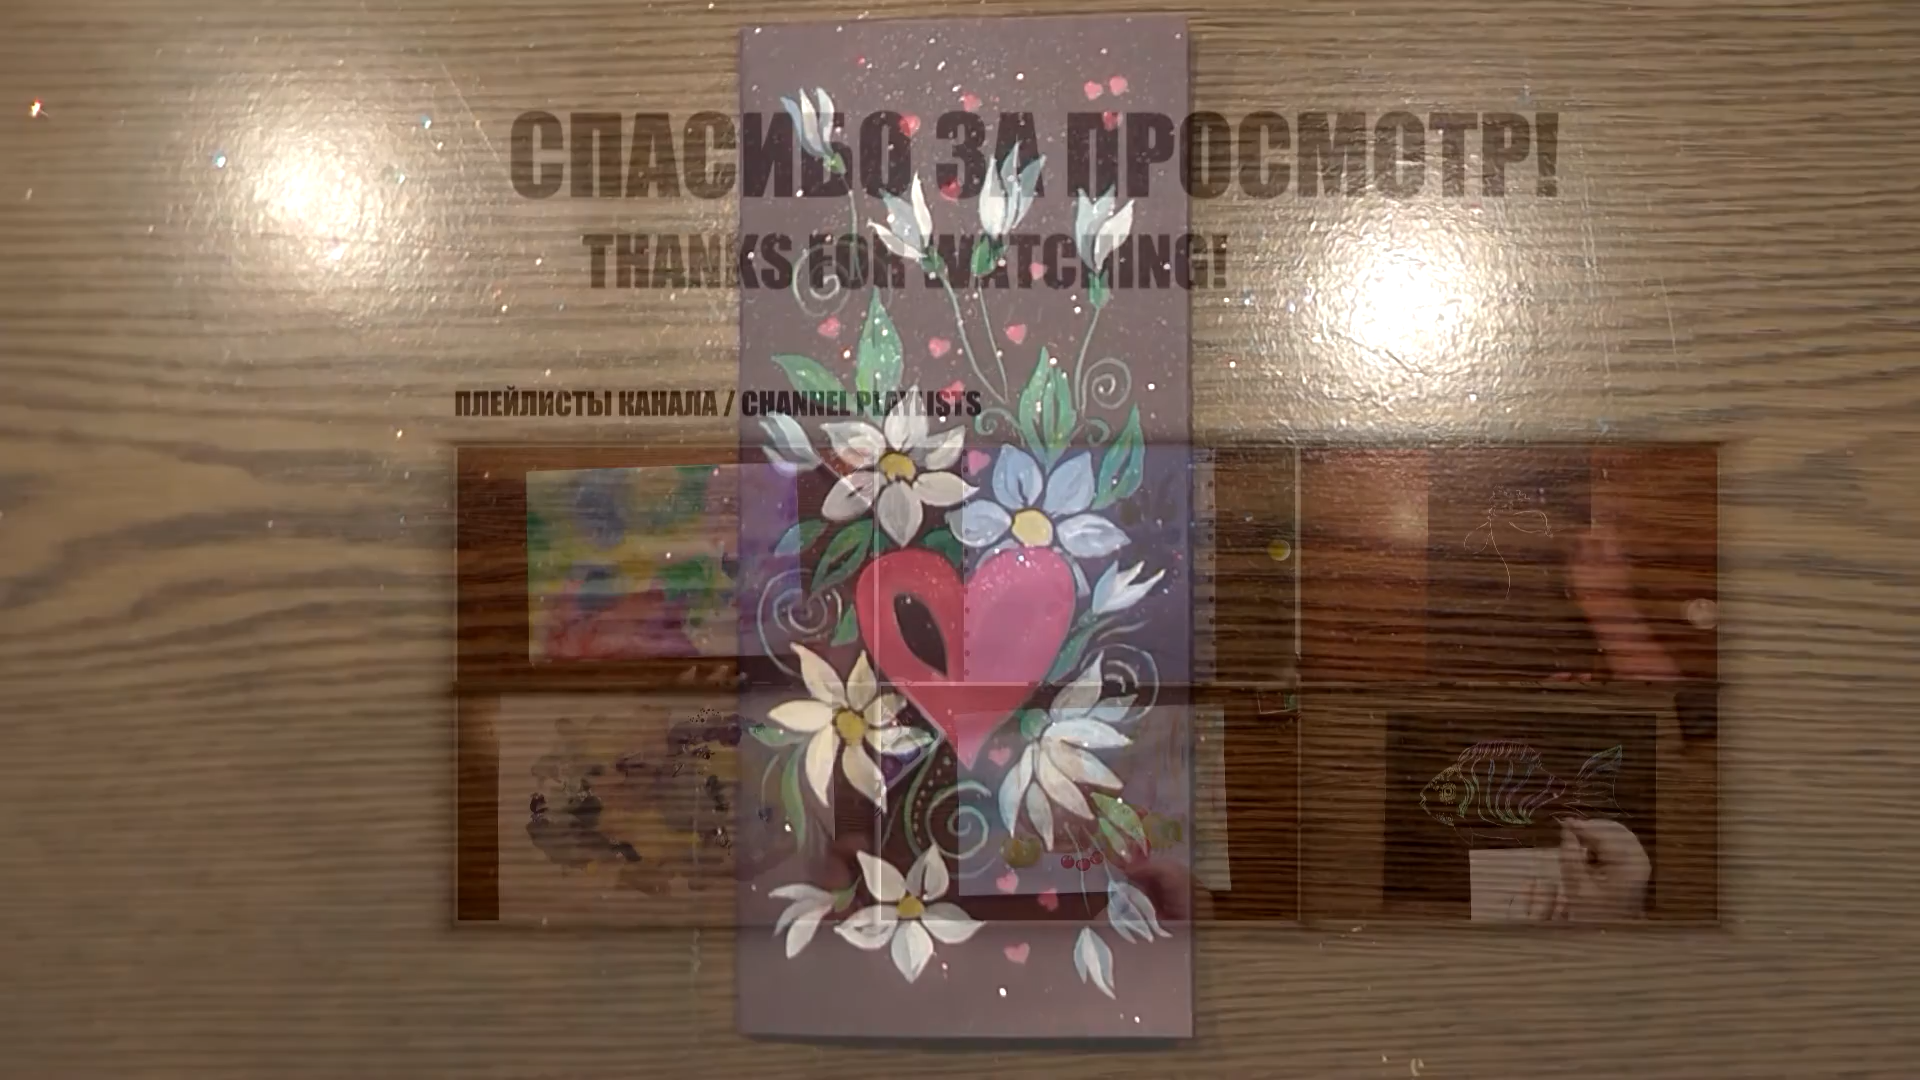 СПАСИБО ЗА ПРОСМОТР!
THANKS FOR WATCHING!
ПЛЕЙЛИСТЫ КАНАЛА / CHANNEL PLAYLISTS